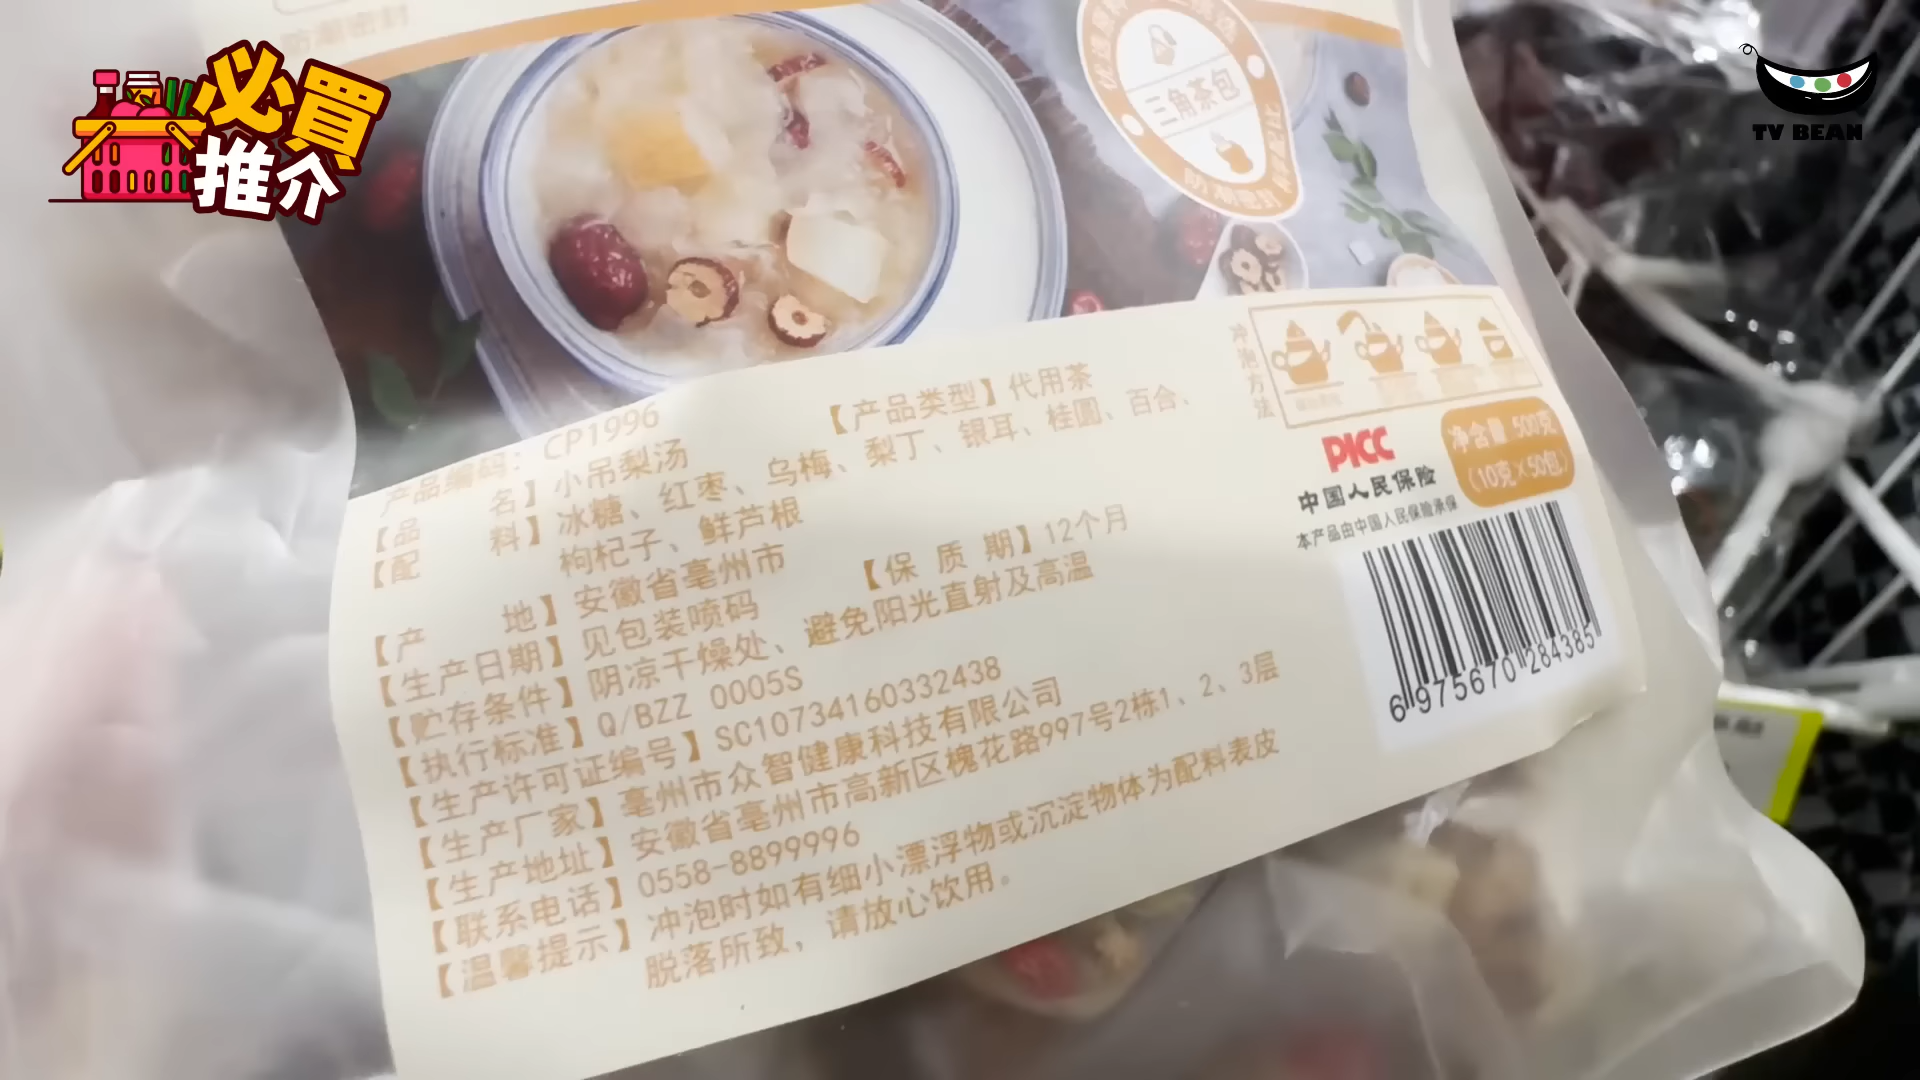 必買
推介
TV BEAN
防潮密封
三角茶包
防潮密封
产品编码：CP1996
【产品类型】代用茶
【品 名】小吊梨汤
【配 料】冰糖、红枣、乌梅、梨丁、银耳、桂圆、百合、
枸杞子、鲜芦根
【产 地】安徽省亳州市
【保 质 期】12个月
【生产日期】见包装喷码
【贮存条件】阴凉干燥处、避免阳光直射及高温
【执行标准】Q/BZZ 0005S
【生产许可证编号】SC10734160332438
【生产厂家】亳州市众智健康科技有限公司
【生产地址】安徽省亳州市高新区槐花路997号2栋1、2、3层
【联系电话】0558-8899996
【温馨提示】冲泡时如有细小漂浮物或沉淀物体为配料表皮
脱落所致，请放心饮用。
冲泡方法
PICC
中国人民保险
本产品由中国人民保险承保
净含量：500克
（10克×50包）
6 975670 284385